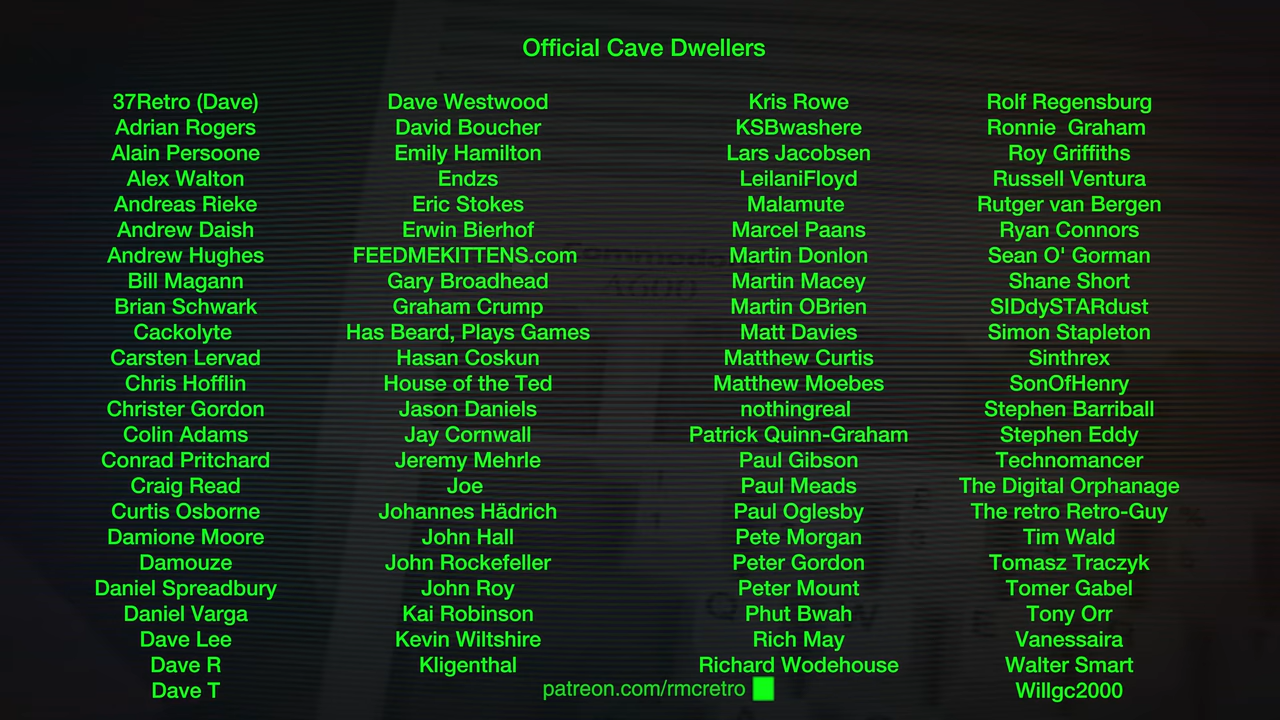 Official Cave Dwellers
37Retro (Dave)
Adrian Rogers
Alain Persoone
Alex Walton
Andreas Rieke
Andrew Daish
Andrew Hughes
Bill Magann
Brian Schwark
Cackolyte
Carsten Lervad
Chris Hofflin
Christer Gordon
Colin Adams
Conrad Pritchard
Craig Read
Curtis Osborne
Damione Moore
Damouze
Daniel Spreadbury
Daniel Varga
Dave Lee
Dave R
Dave T
Dave Westwood
David Boucher
Emily Hamilton
Endzs
Eric Stokes
Erwin Bierhof
FEEDMEKITTENS.com
Gary Broadhead
Graham Crump
Has Beard, Plays Games
Hasan Coskun
House of the Ted
Jason Daniels
Jay Cornwall
Jeremy Mehrle
Joe
Johannes Hädrich
John Hall
John Rockefeller
John Roy
Kai Robinson
Kevin Wiltshire
Kligenthal
Kris Rowe
KSBwashere
Lars Jacobsen
LeilaniFloyd
Malamute
Marcel Paans
Martin Donlon
Martin Macey
Martin OBrien
Matt Davies
Matthew Curtis
Matthew Moebes
nothingreal
Patrick Quinn-Graham
Paul Gibson
Paul Meads
Paul Oglesby
Pete Morgan
Peter Gordon
Peter Mount
Phut Bwah
Rich May
Richard Wodehouse
Rolf Regensburg
Ronnie  Graham
Roy Griffiths
Russell Ventura
Rutger van Bergen
Ryan Connors
Sean O' Gorman
Shane Short
SIDdySTARdust
Simon Stapleton
Sinthrex
SonOfHenry
Stephen Barriball
Stephen Eddy
Technomancer
The Digital Orphanage
The retro Retro-Guy
Tim Wald
Tomasz Traczyk
Tomer Gabel
Tony Orr
Vanessaira
Walter Smart
Willgc2000
patreon.com/rmcretro
A600